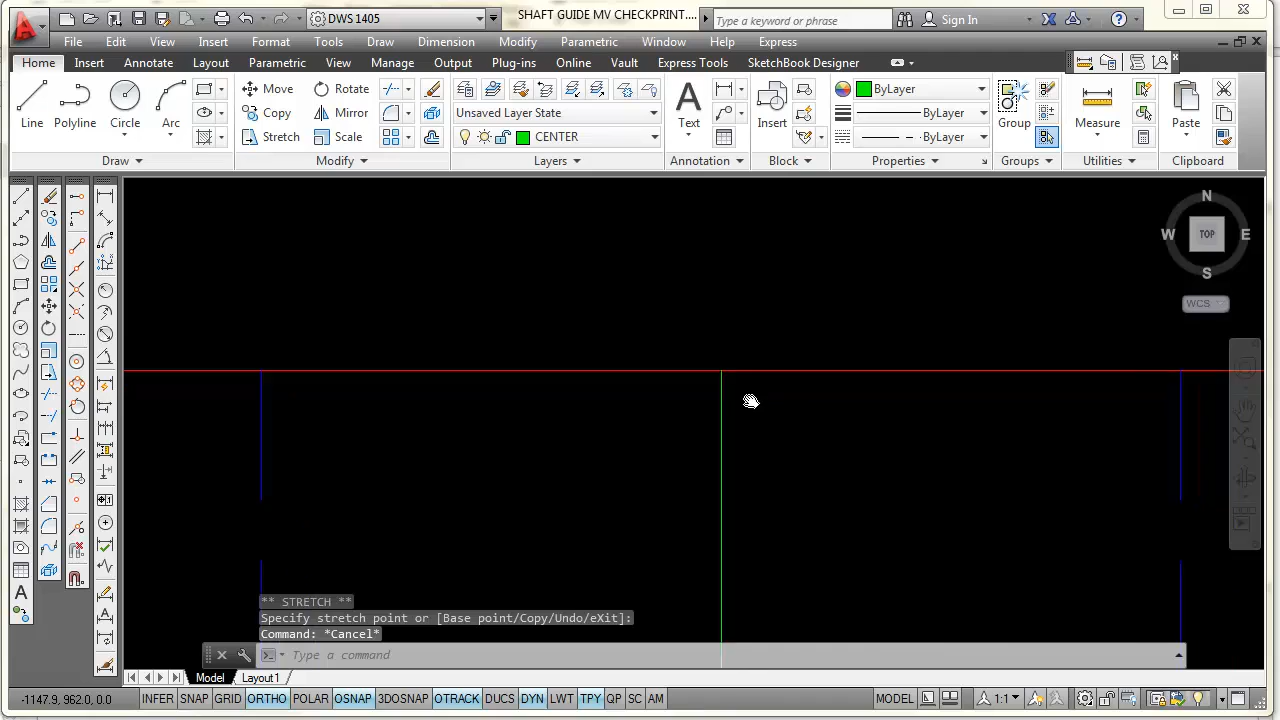 DWS 1405
SHAFT GUIDE MV CHECKPRINT....
Type a keyword or phrase
Sign In
File Edit View Insert Format Tools Draw Dimension Modify Parametric Window Help Express
Home Insert Annotate Layout Parametric View Manage Output Plug-ins Online Vault Express Tools SketchBook Designer
Move Rotate ByLayer
Unsaved Layer State ByLayer
Line Polyline Circle Arc Copy Mirror Text Insert Group Measure Paste
Stretch Scale CENTER ByLayer
Draw Modify Layers Annotation Block Properties Groups Utilities Clipboard
N
W TOP E
S
WCS
** STRETCH **
Specify stretch point or [Base point/Copy/Undo/eXit]:
Command: *Cancel*
Type a command
Model Layout1
-1147.9, 962.0, 0.0 INFER SNAP GRID ORTHO POLAR OSNAP 3DOSNAP OTRACK DUCS DYN LWT TPY QP SC AM MODEL 1:1